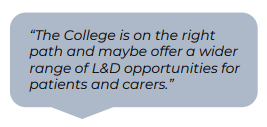 “The College is on the right
path and maybe offer a wider
range of L&D opportunities for
patients and carers.”